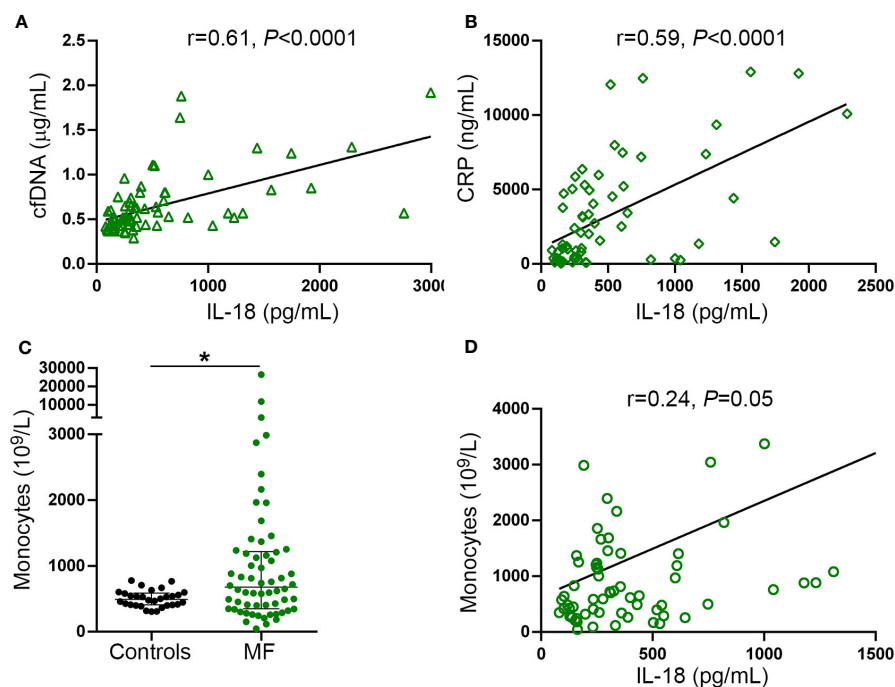 A
r=0.61, P<0.0001
cfDNA (µg/mL)
2.5
2.0
1.5
1.0
0.5
0.0
0 1000 2000 3000
IL-18 (pg/mL)
B
r=0.59, P<0.0001
CRP (ng/mL)
15000
10000
5000
0
0 500 1000 1500 2000 2500
IL-18 (pg/mL)
C
*
Monocytes (10⁹/L)
30000
20000
10000
3000
2000
1000
0
Controls MF
D
r=0.24, P=0.05
Monocytes (10⁹/L)
4000
3000
2000
1000
0
0 500 1000 1500
IL-18 (pg/mL)